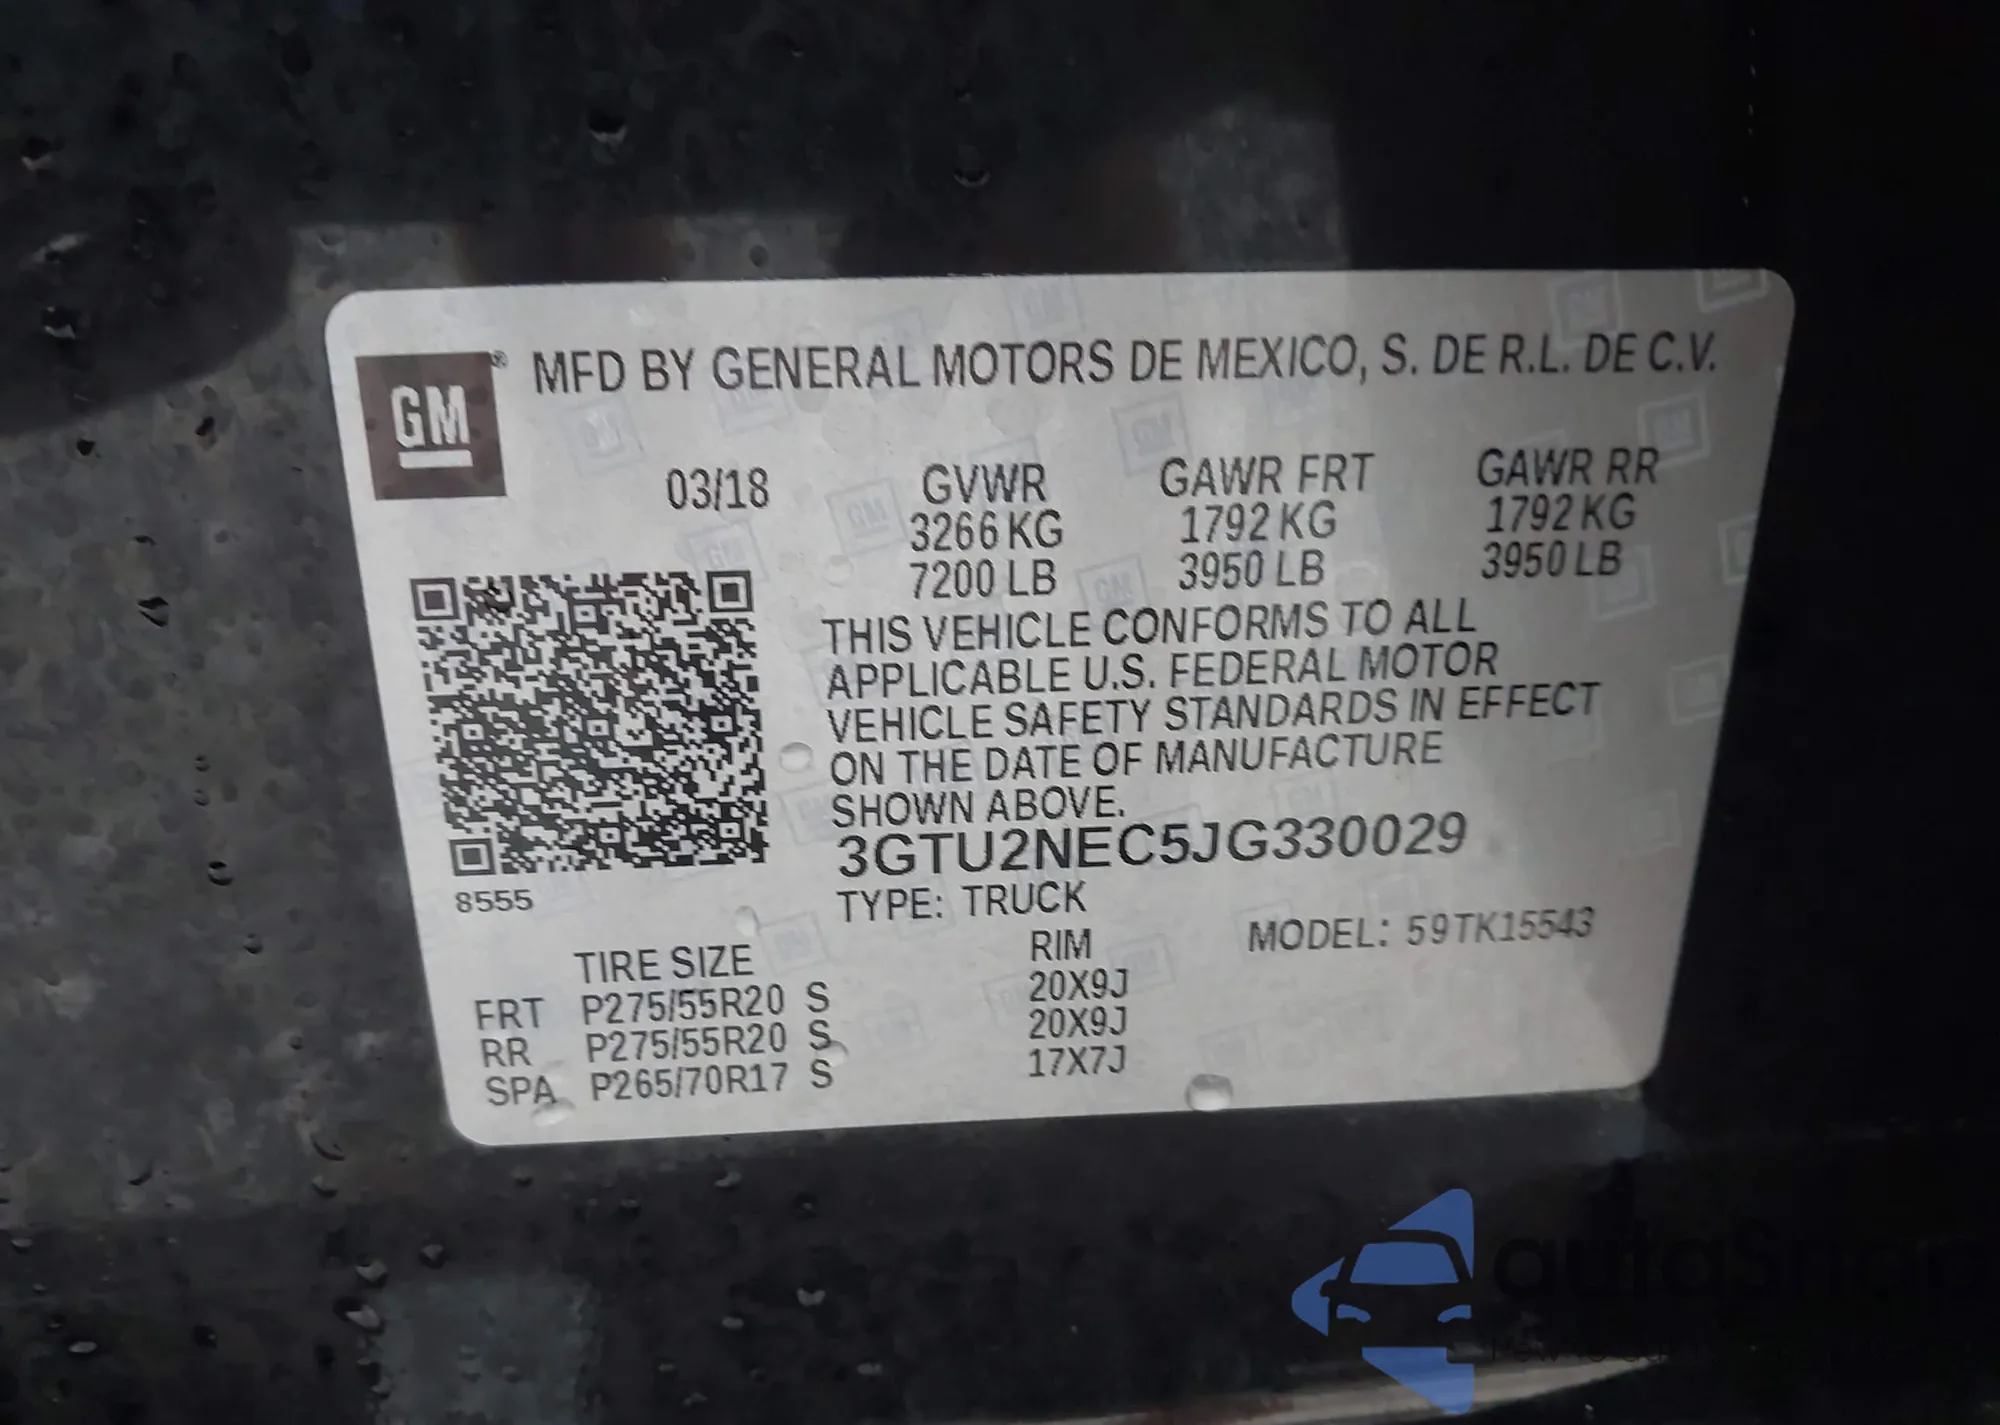 GM®
MFD BY GENERAL MOTORS DE MEXICO, S. DE R.L. DE C.V.
03/18 GVWR GAWR FRT GAWR RR
3266 KG 1792 KG 1792 KG
7200 LB 3950 LB 3950 LB
THIS VEHICLE CONFORMS TO ALL
APPLICABLE U.S. FEDERAL MOTOR
VEHICLE SAFETY STANDARDS IN EFFECT
ON THE DATE OF MANUFACTURE
SHOWN ABOVE.
3GTU2NEC5JG330029
8555
TYPE: TRUCK
MODEL: 59TK15543
TIRE SIZE RIM
FRT P275/55R20 S 20X9J
RR P275/55R20 S 20X9J
SPA P265/70R17 S 17X7J